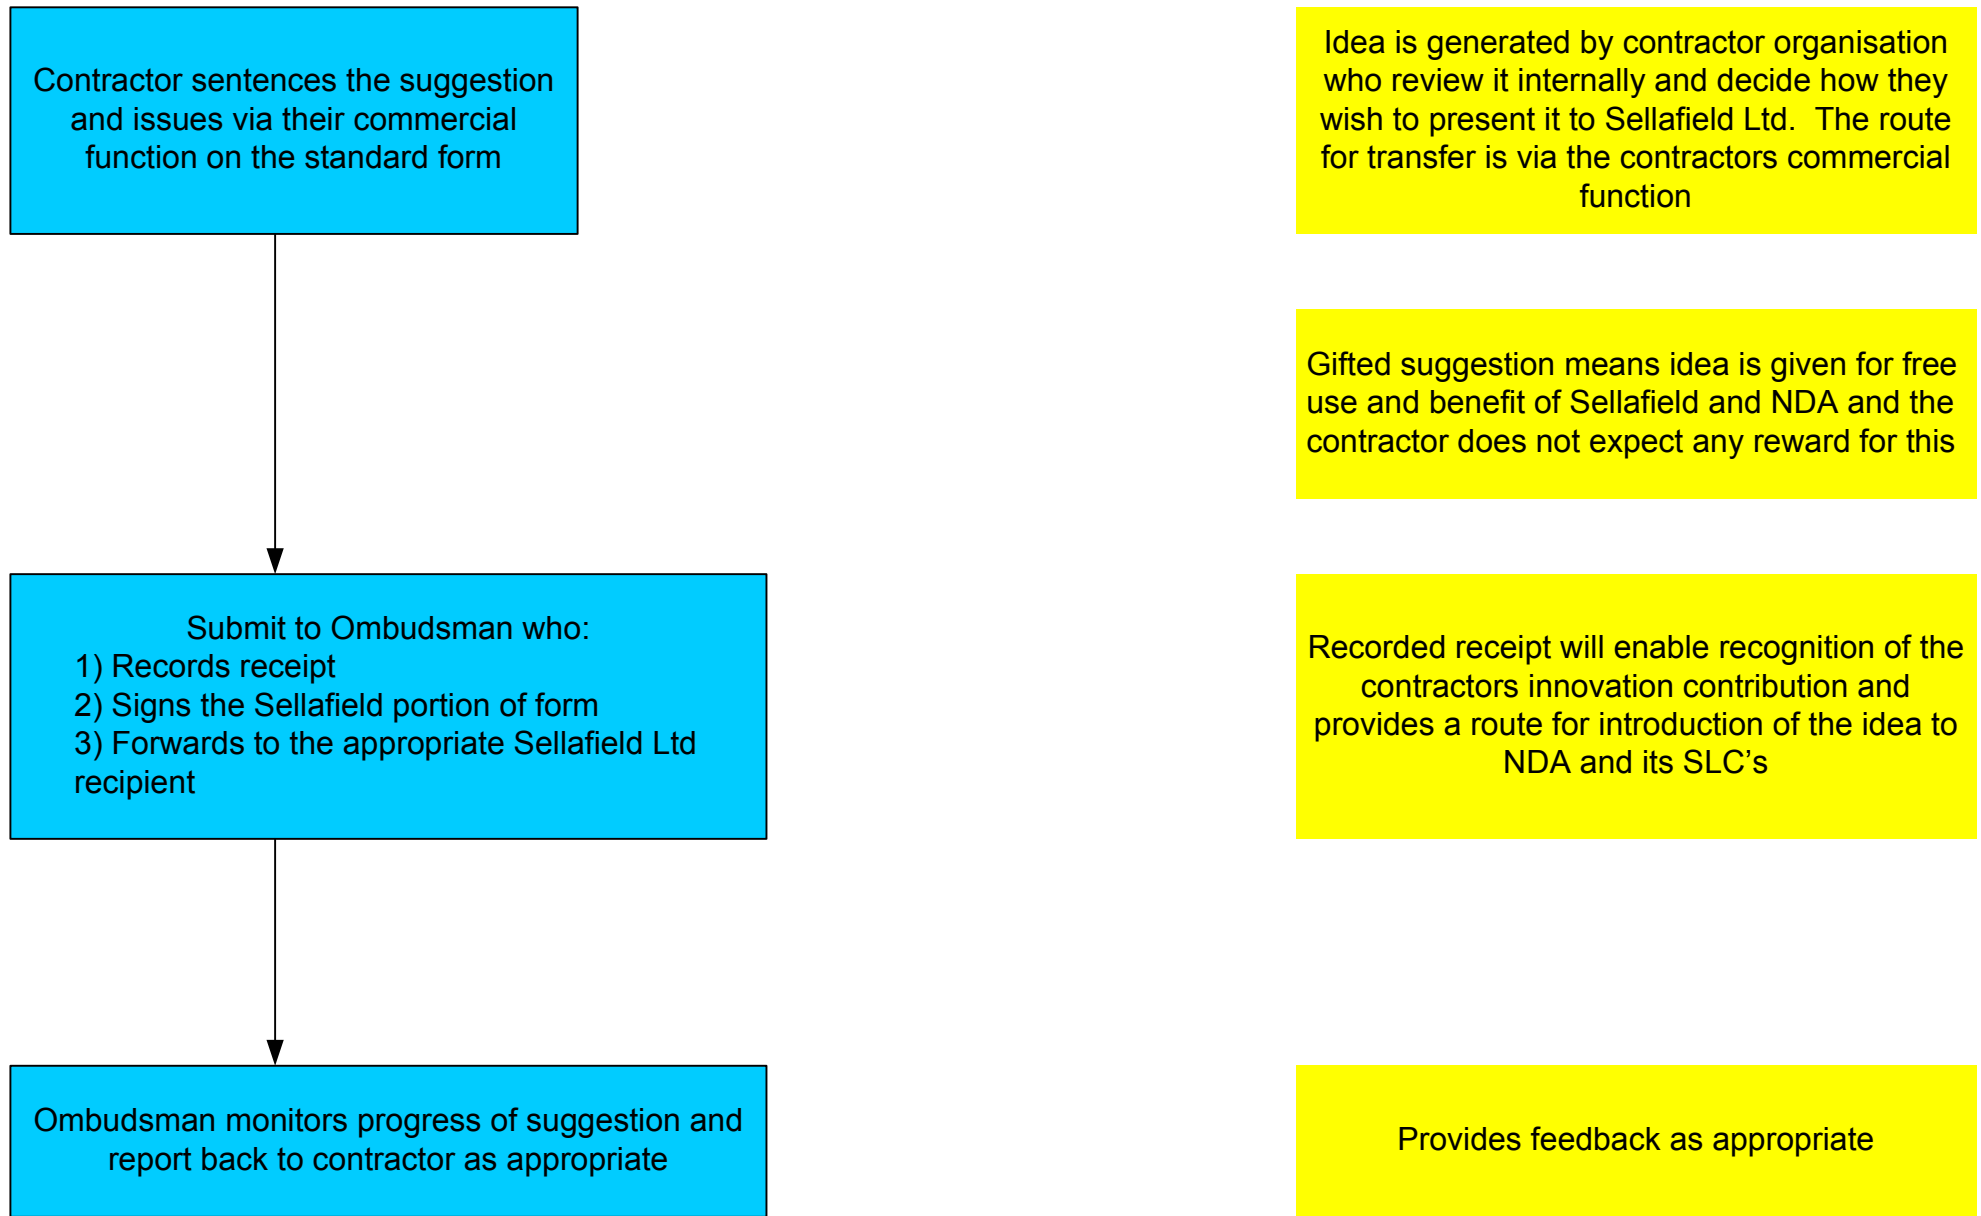 Contractor sentences the suggestion
and issues via their commercial
function on the standard form
Idea is generated by contractor organisation
who review it internally and decide how they
wish to present it to Sellafield Ltd.  The route
for transfer is via the contractors commercial
function
Gifted suggestion means idea is given for free
use and benefit of Sellafield and NDA and the
contractor does not expect any reward for this
Submit to Ombudsman who:
1) Records receipt
2) Signs the Sellafield portion of form
3) Forwards to the appropriate Sellafield Ltd
recipient
Recorded receipt will enable recognition of the
contractors innovation contribution and
provides a route for introduction of the idea to
NDA and its SLC’s
Ombudsman monitors progress of suggestion and
report back to contractor as appropriate
Provides feedback as appropriate